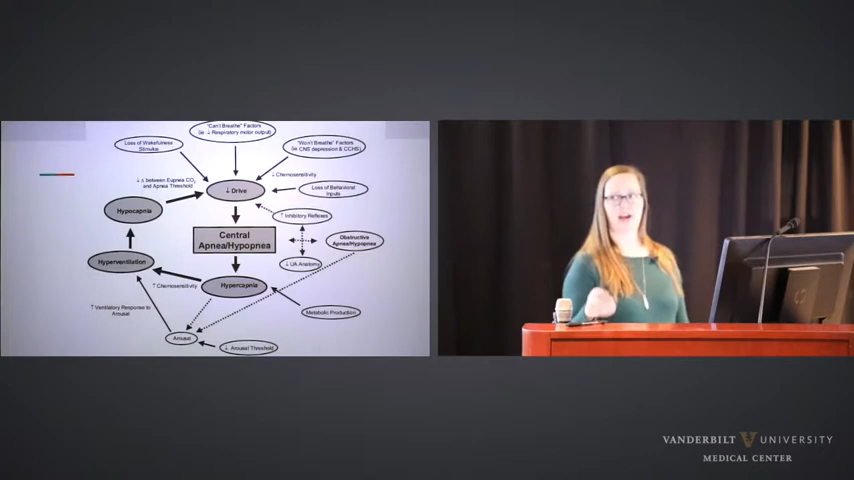 "Can't Breathe" Factors
(ie ↓ Respiratory motor output)
Loss of Wakefulness
Stimulus
"Won't Breathe" Factors
(ie CNS depression & CCHS)
↓ Δ between Eupnea CO2
and Apnea Threshold
↓ Chemosensitivity
↓ Drive
Loss of Behavioral
Inputs
Hypocapnia
↑ Inhibitory Reflexes
Central
Apnea/Hypopnea
Obstructive
Apnea/Hypopnea
Hyperventilation
↓ UA Anatomy
↑ Chemosensitivity
Hypercapnia
↑ Ventilatory Response to
Arousal
Metabolic Production
Arousal
↓ Arousal Threshold
hp
VANDERBILT V UNIVERSITY
MEDICAL CENTER